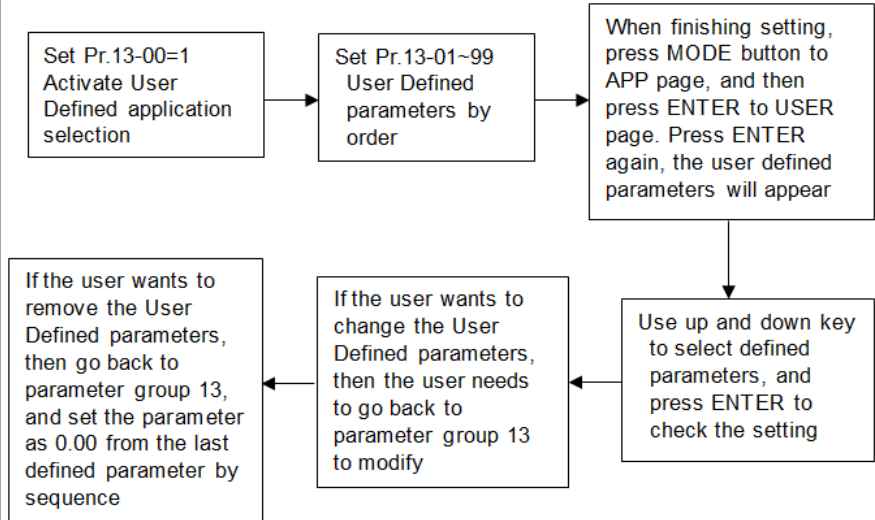 Set Pr.13-00=1
Activate User
Defined application
selection
Set Pr.13-01~99
User Defined
parameters by
order
When finishing setting,
press MODE button to
APP page, and then
press ENTER to USER
page. Press ENTER
again, the user defined
parameters will appear
Use up and down key
to select defined
parameters, and
press ENTER to
check the setting
If the user wants to
change the User
Defined parameters,
then the user needs
to go back to
parameter group 13
to modify
If the user wants to
remove the User
Defined parameters,
then go back to
parameter group 13,
and set the parameter
as 0.00 from the last
defined parameter by
sequence